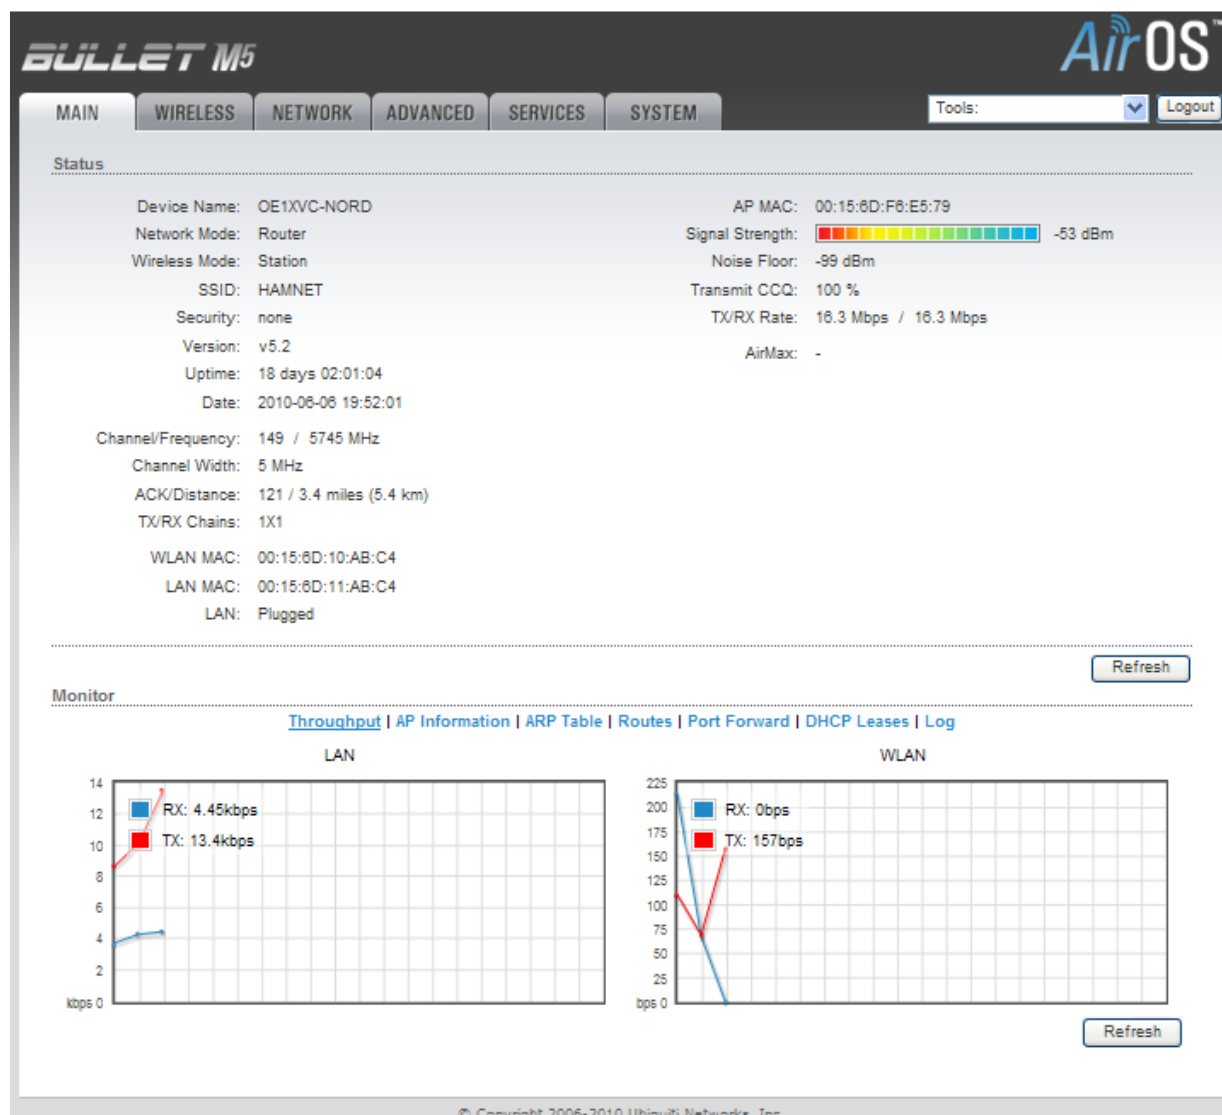 BULLET M5
AirOS™
MAIN WIRELESS NETWORK ADVANCED SERVICES SYSTEM Tools: Logout
Status
Device Name: OE1XVC-NORD
Network Mode: Router
Wireless Mode: Station
SSID: HAMNET
Security: none
Version: v5.2
Uptime: 18 days 02:01:04
Date: 2010-06-06 19:52:01
Channel/Frequency: 149 / 5745 MHz
Channel Width: 5 MHz
ACK/Distance: 121 / 3.4 miles (5.4 km)
TX/RX Chains: 1X1
WLAN MAC: 00:15:6D:10:AB:C4
LAN MAC: 00:15:6D:11:AB:C4
LAN: Plugged
AP MAC: 00:15:6D:F6:E5:79
Signal Strength: -53 dBm
Noise Floor: -99 dBm
Transmit CCQ: 100 %
TX/RX Rate: 16.3 Mbps / 16.3 Mbps
AirMax: -
Refresh
Monitor
Throughput | AP Information | ARP Table | Routes | Port Forward | DHCP Leases | Log
LAN
14
12
10
8
6
4
2
kbps 0
RX: 4.45kbps
TX: 13.4kbps
WLAN
225
200
175
150
125
100
75
50
25
bps 0
RX: 0bps
TX: 157bps
Refresh
© Copyright 2006-2010 Ubiquiti Networks, Inc.